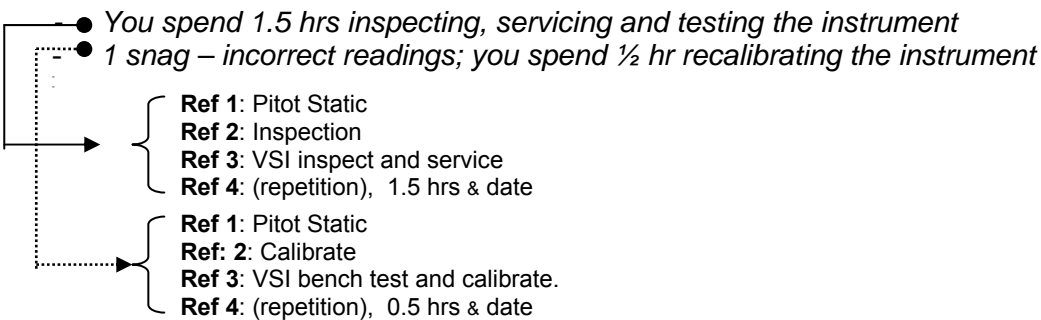 - You spend 1.5 hrs inspecting, servicing and testing the instrument
- 1 snag – incorrect readings; you spend ½ hr recalibrating the instrument
Ref 1: Pitot Static
Ref 2: Inspection
Ref 3: VSI inspect and service
Ref 4: (repetition), 1.5 hrs & date
Ref 1: Pitot Static
Ref: 2: Calibrate
Ref 3: VSI bench test and calibrate.
Ref 4: (repetition), 0.5 hrs & date